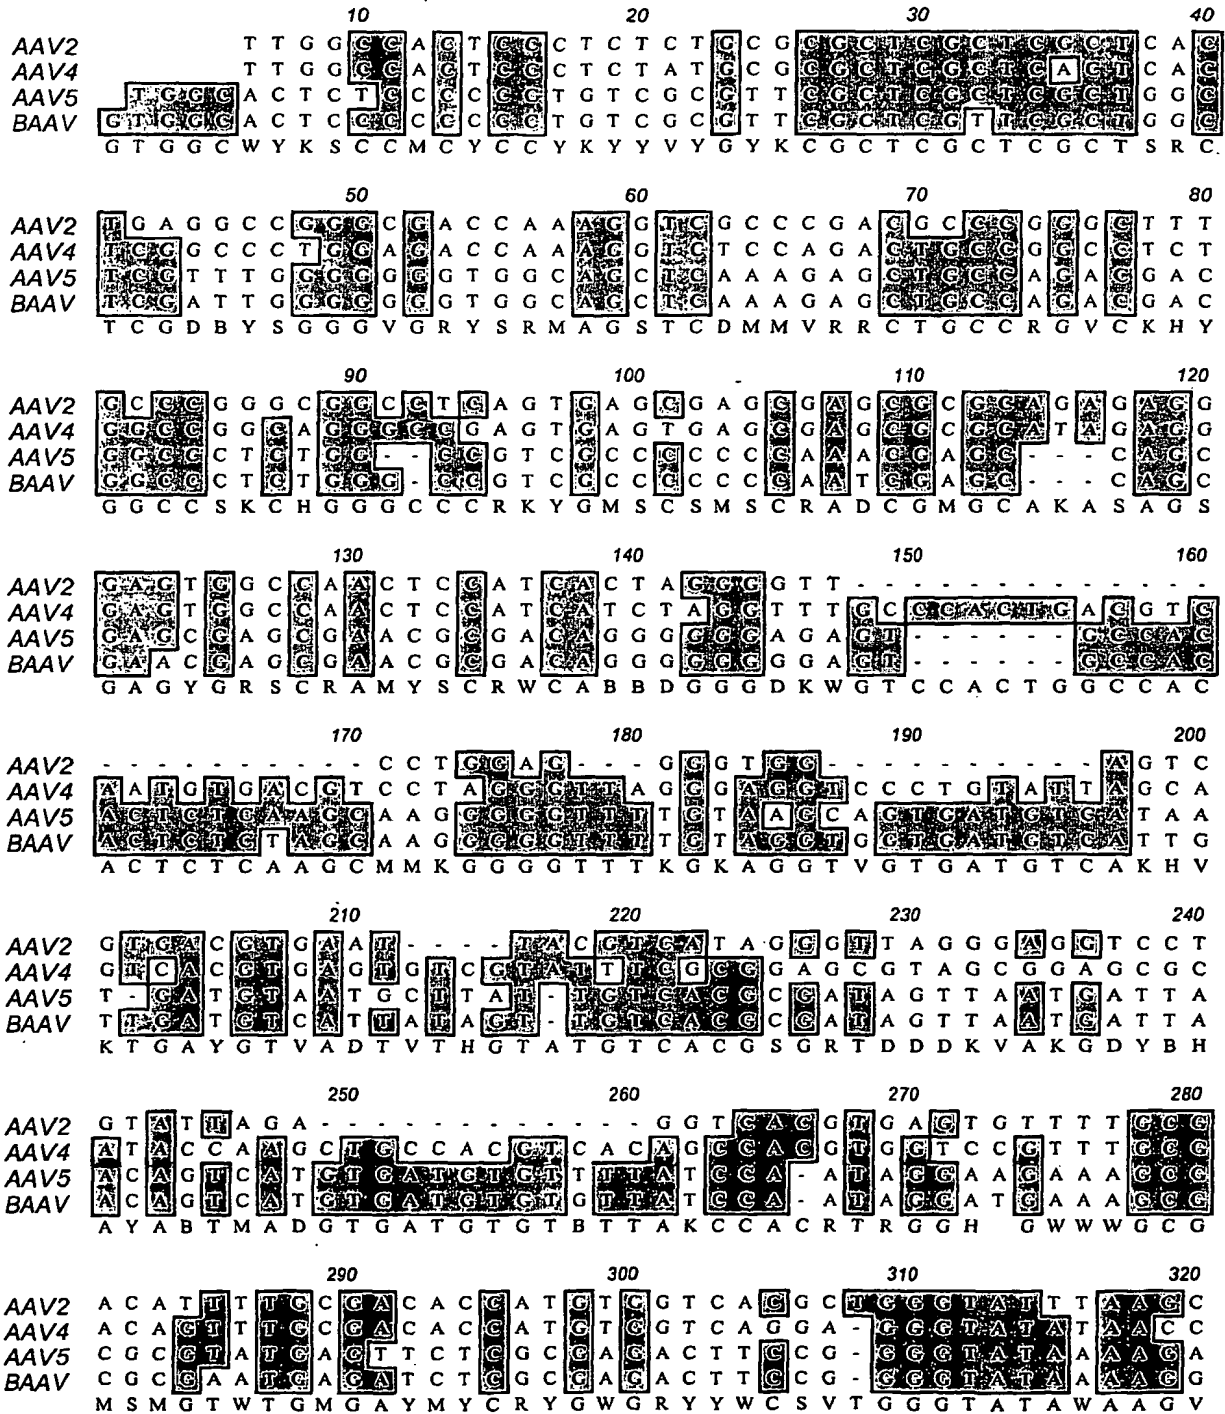 10 20 30 40
AAV2 T T G G C C A C T C C C T C T C T G C G C G C T C G C T C G C T C A C
AAV4 T T G G C C A C T C C C T C T A T G C G C G C T C G C T C A C T C A C
AAV5 T G G C A C T C T C C C C C C T G T C G C G T T C G C T C G C T C G C T G G C
BAAV G T G G C A C T C C C C C C C C T G T C G C G T T C G C T C G T T C G C T G G C
G T G G C W Y K S C C M C Y C C Y K Y Y V Y G Y K C G C T C G C T C G C T S R C
50 60 70 80
AAV2 T G A G G C C G G G C G A C C A A A G G T C G C C C G A C G C C C G G G C T T T
AAV4 T C G G C C C T G G A G A C C A A A G G T C T C C A G A C T G C C G G C C T C T
AAV5 T C G T T T G G G G G G G T G G C A G C T C A A A G A G C T G C C A G A C G A C
BAAV T C G A T T G G G G G G G T G G C A G C T C A A A G A G C T G C C A G A C G A C
T C G D B Y S G G G V G R Y S R M A G S T C D M M V R R C T G C C R G V C K H Y
90 100 110 120
AAV2 G C C C G G G C G G C C T C A G T G A G C G A G C G A G C G C G C A G A G A G G
AAV4 G G C C G G C A G G G C C G A G T G A G T G A G C G A G C G C G C A T A G A G G
AAV5 G G C C C T C T G G - - C C G T C G C C C C C C C A A A C G A G C - - - C A G C
BAAV G G C C C T C T G G G - C C G T C G C C C C C C C A A T C G A G C - - - C A G C
G G C C S K C H G G G C C C R K Y G M S C S M S C R A D C G M G C A K A S A G S
130 140 150 160
AAV2 G A G T G G C C A A C T C C A T C A C T A G G G G T T - - - - - - - - - - - - -
AAV4 G A G T G G C C A A C T C C A T C A T C T A G G T T T G C C C A C T G A C G T C
AAV5 G A G C G A G C G A A C G C G A C A G G G G G G A G A G T - - - - - - G C C A C
BAAV G A A C G A G C G A A C G C G A C A G G G G G G G G A G T - - - - - - G C C A C
G A G Y G R S C R A M Y S C R W C A B B D G G G D K W G T C C A C T G G C C A C
170 180 190 200
AAV2 - - - - - - - - - - C C T G G A G - - - G G G T G G - - - - - - - - - - A G T C
AAV4 A A T G T G A C G T C C T A G G G T T A G G G A G G T C C C T G T A T T A G C A
AAV5 A C T C T C A A G C A A G G G G G T T T T G T A A G C A G T G A T G T C A T A A
BAAV A C T C T C T A G C A A G G G G G T T T T G T A G G T G G T G A T G T C A T T G
A C T C T C A A G C M M K G G G G T T T K G K A G G T V G T G A T G T C A K H V
210 220 230 240
AAV2 G T G A C G T G A A T - - - - T A C G T C A T A G G G T T A G G G A G G T C C T
AAV4 G T C A C G T G A G T G T C G T A T T T C G C G G A G C G T A G C G G A G C G C
AAV5 T - G A T G T A A T G C T T A T - T G T C A C G C G A T A G T T A A T G A T T A
BAAV T T G A T G T C A T T A T A G T - T G T C A C G C G A T A G T T A A T G A T T A
K T G A Y G T V A D T V T H G T A T G T C A C G S G R T D D D K V A K G D Y B H
250 260 270 280
AAV2 G T A T T A G A - - - - - - - - - - - - G G T C A C G T G A G T G T T T T G C G
AAV4 A T A C C A A G C T G C C A C G T C A C A G C C A C G T G G T C C G T T T G C G
AAV5 A C A G T C A T G T G A T G T G T T T T A T C C A - A T A G G A A G A A A G C G
BAAV A C A G T C A T G T G A T G T G T G T T A T C C A - A T A G G A T G A A A G C G
A Y A B T M A D G T G A T G T G T B T T A K C C A C R T R G G H G W W W G C G
290 300 310 320
AAV2 A C A T T T T G C G A C A C C A T G T G G T C A C G C T G G G T A T T T A A G C
AAV4 A C A G T T T G C G A C A C C A T G T G G T C A G G A - G G G T A T A T A A C C
AAV5 C G C G T A T G A G T T C T C G C G A G A C T T C C G - G G G T A T A A A A G A
BAAV C G C G A A T G A G A T C T C G C G A G A C T T C C G - G G G T A T A A A A G G
M S M G T W T G M G A Y M Y C R Y G W G R Y Y W C S V T G G G T A T A W A A G V